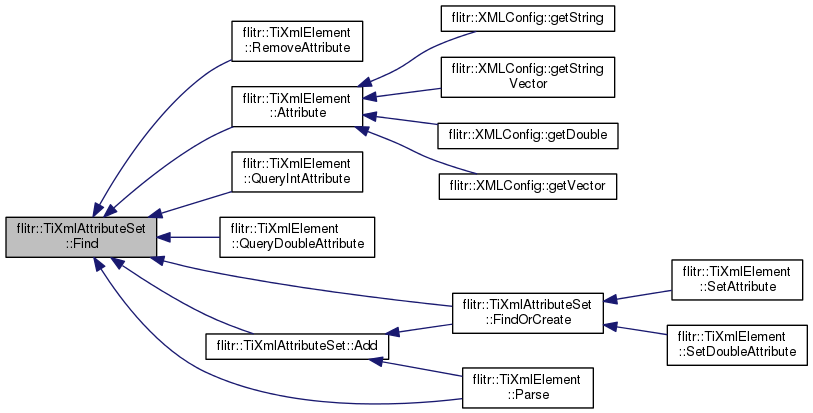 flitr::TiXmlElement
::RemoveAttribute
flitr::XMLConfig::getString
flitr::XMLConfig::getString
Vector
flitr::TiXmlElement
::Attribute
flitr::XMLConfig::getDouble
flitr::XMLConfig::getVector
flitr::TiXmlElement
::QueryIntAttribute
flitr::TiXmlAttributeSet
::Find
flitr::TiXmlElement
::QueryDoubleAttribute
flitr::TiXmlAttributeSet
::FindOrCreate
flitr::TiXmlElement
::SetAttribute
flitr::TiXmlElement
::SetDoubleAttribute
flitr::TiXmlAttributeSet::Add
flitr::TiXmlElement
::Parse